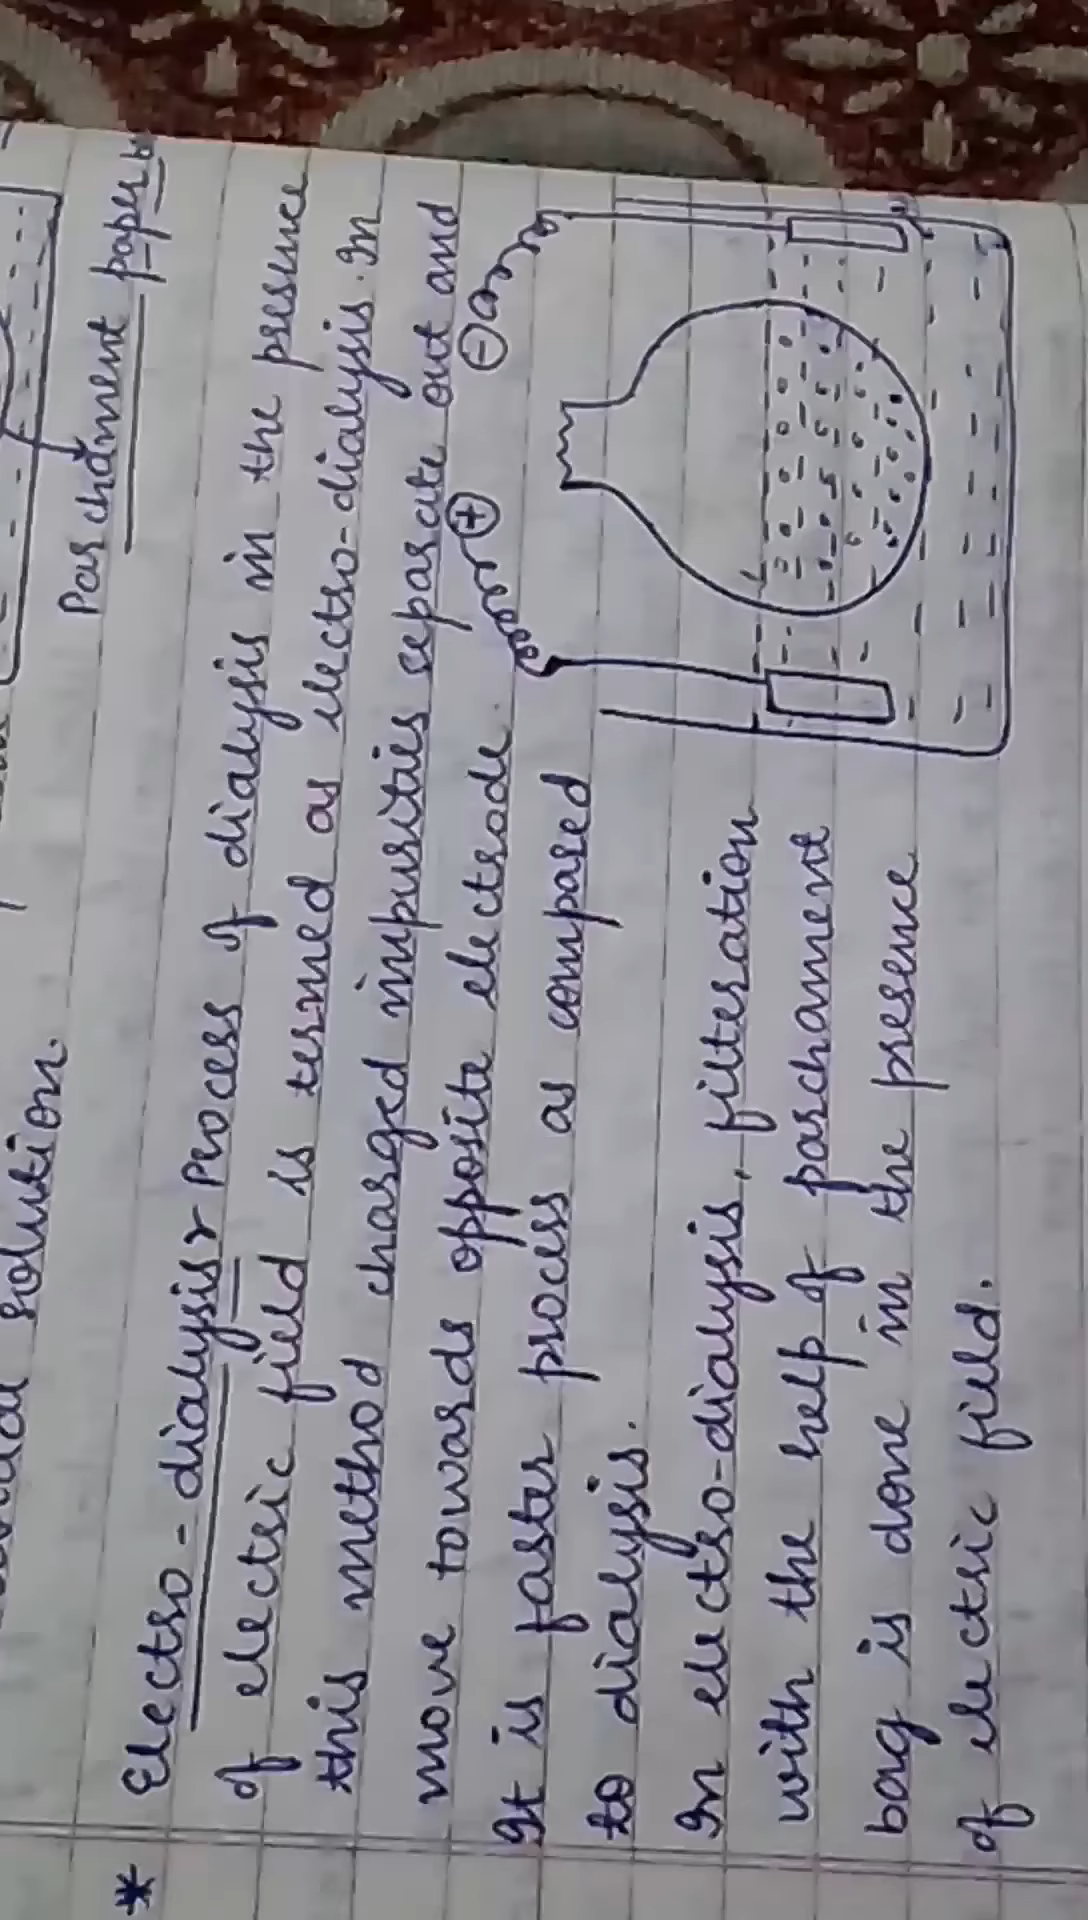 solution.
Parchament paper b
* Electro-dialysis → Process of dialysis in the presence
of electric field is termed as electro-dialysis. In
this method charged impurities separate out and
move towards opposite electrode.
It is faster process as compared
to dialysis.
In electro-dialysis, filteration
with the help of parchament
bag is done in the presence
of electric field.
+
-